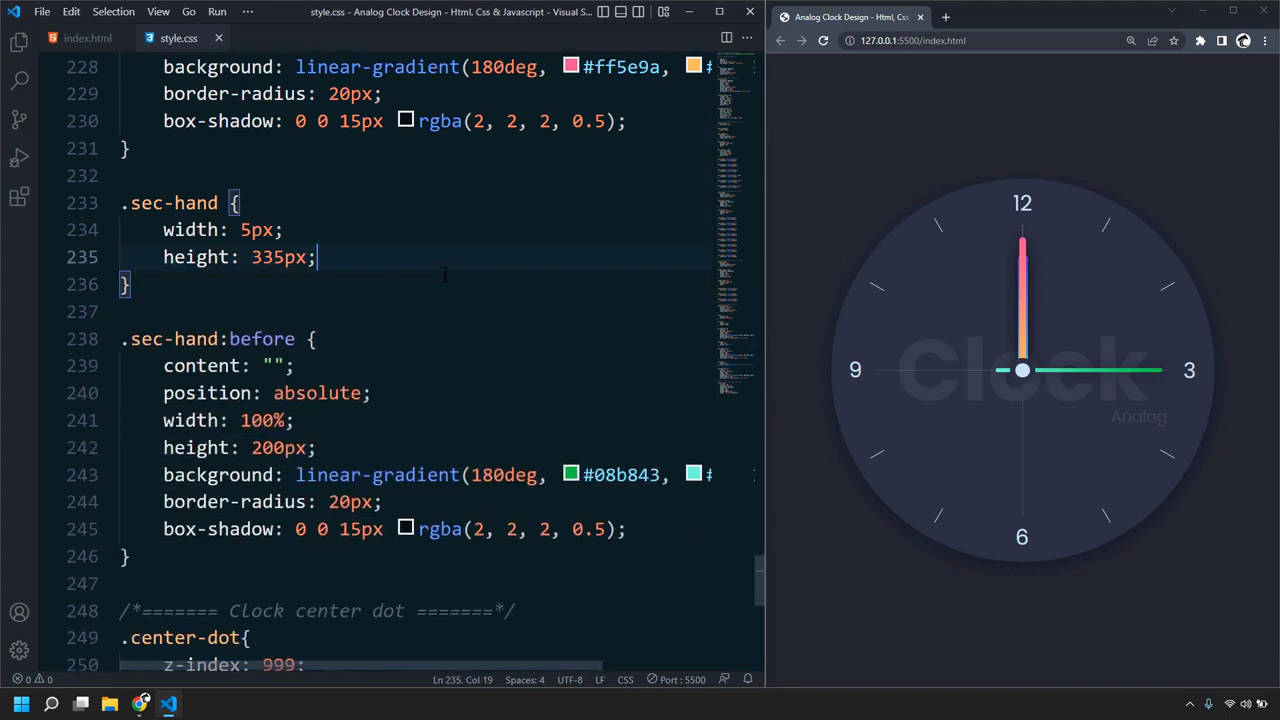 File Edit Selection View Go Run style.css - Analog Clock Design - Html, Css & Javascript - Visual S...
index.html style.css
228 background: linear-gradient(180deg, #ff5e9a, #
229 border-radius: 20px;
230 box-shadow: 0 0 15px rgba(2, 2, 2, 0.5);
231 }
232
233 .sec-hand {
234 width: 5px;
235 height: 335px;
236 }
237
238 .sec-hand:before {
239 content: "";
240 position: absolute;
241 width: 100%;
242 height: 200px;
243 background: linear-gradient(180deg, #08b843, #
244 border-radius: 20px;
245 box-shadow: 0 0 15px rgba(2, 2, 2, 0.5);
246 }
247
248 /*======= Clock center dot =======*/
249 .center-dot{
250 z-index: 999;
0 0 Ln 235, Col 19 Spaces: 4 UTF-8 LF CSS Port : 5500
Analog Clock Design - Html, Css
127.0.0.1:5500/index.html
12
9 Clock 3
Analog
6